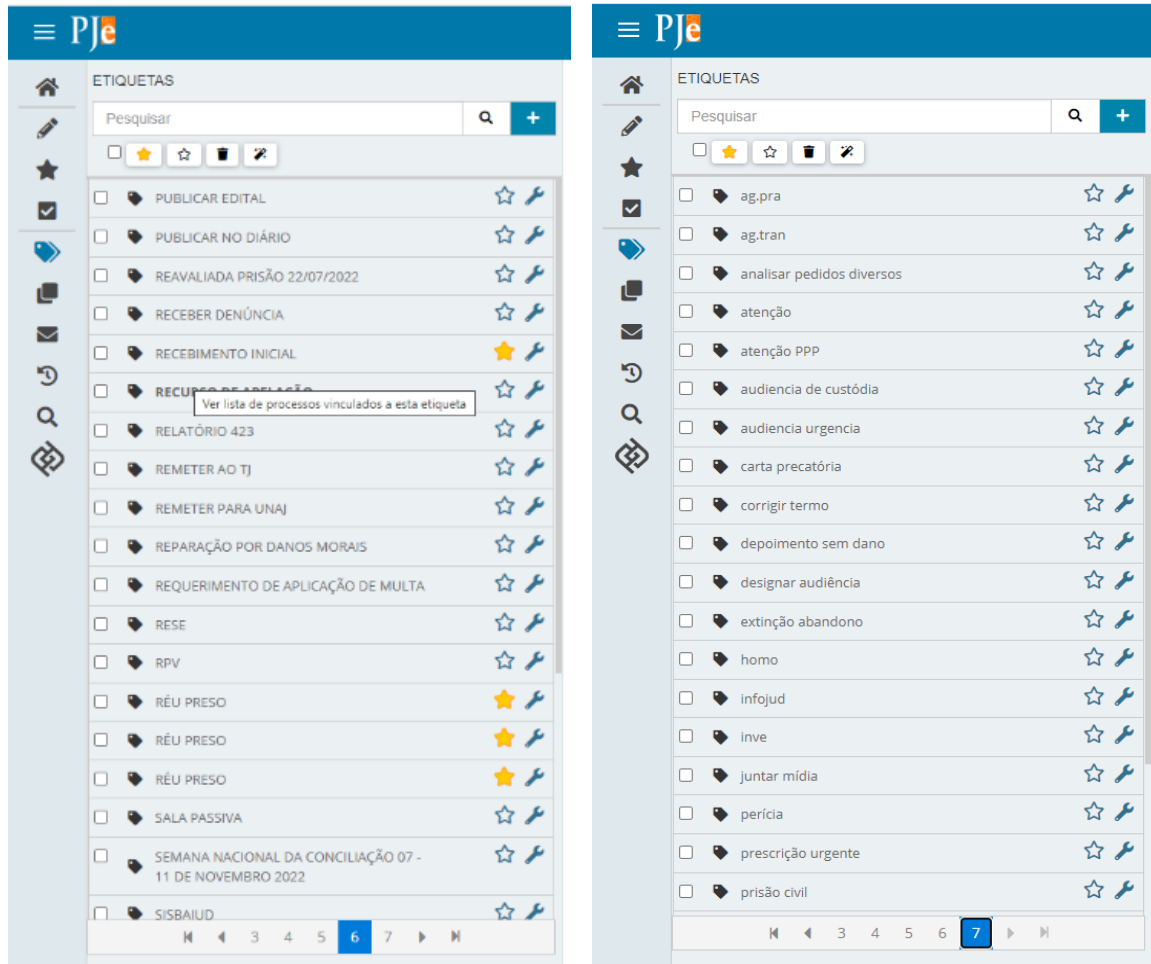 PJe
ETIQUETAS
Pesquisar
PUBLICAR EDITAL
PUBLICAR NO DIÁRIO
REAVALIADA PRISÃO 22/07/2022
RECEBER DENÚNCIA
RECEBIMENTO INICIAL
RECURSO DE APELAÇÃO
Ver lista de processos vinculados a esta etiqueta
RELATÓRIO 423
REMETER AO TJ
REMETER PARA UNAJ
REPARAÇÃO POR DANOS MORAIS
REQUERIMENTO DE APLICAÇÃO DE MULTA
RESE
RPV
RÉU PRESO
RÉU PRESO
RÉU PRESO
SALA PASSIVA
SEMANA NACIONAL DA CONCILIAÇÃO 07 -
11 DE NOVEMBRO 2022
SISBAJUD
3 4 5 6 7
PJe
ETIQUETAS
Pesquisar
ag.pra
ag.tran
analisar pedidos diversos
atenção
atenção PPP
audiencia de custódia
audiencia urgencia
carta precatória
corrigir termo
depoimento sem dano
designar audiência
extinção abandono
homo
infojud
inve
juntar mídia
perícia
prescrição urgente
prisão civil
3 4 5 6 7